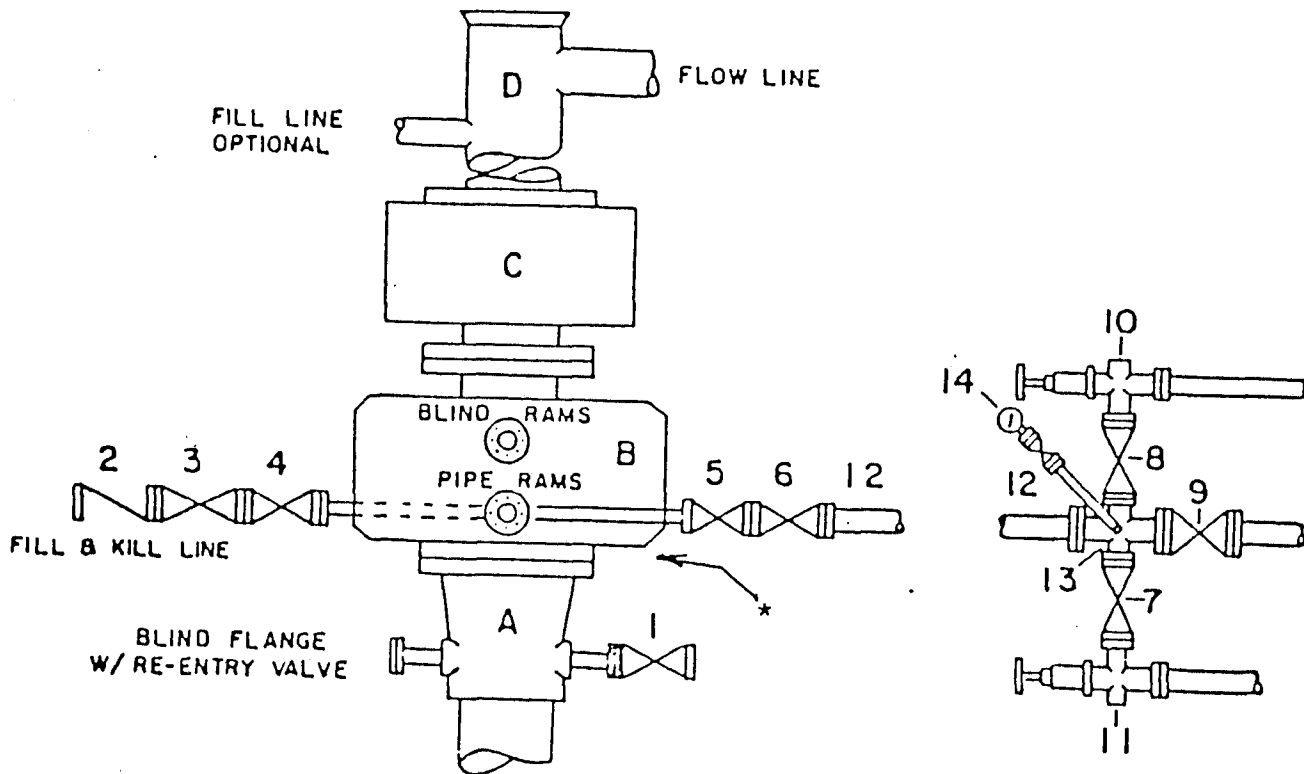 D
FLOW LINE
FILL LINE
OPTIONAL
C
10
14
BLIND RAMS
B
8
2 3 4
PIPE RAMS
5 6 12
12
9
FILL & KILL LINE
13
*
7
A
BLIND FLANGE
W/ RE-ENTRY VALVE
1
11